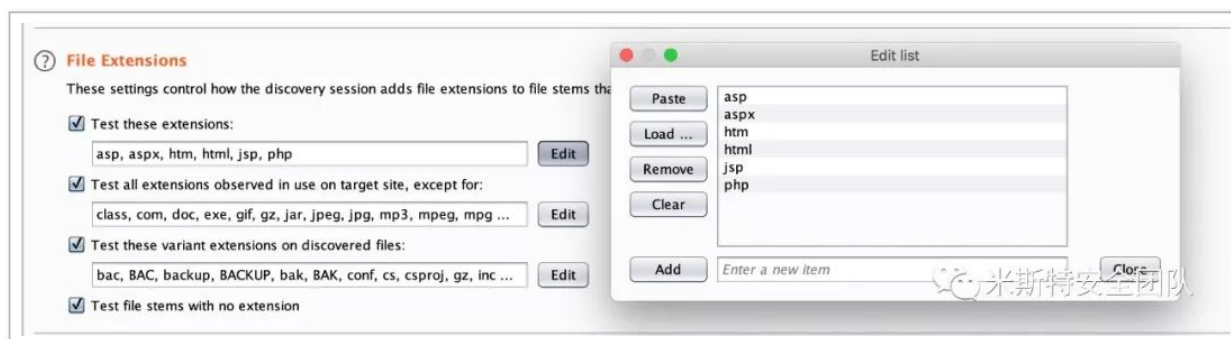 File Extensions
These settings control how the discovery session adds file extensions to file stems tha
Test these extensions:
asp, aspx, htm, html, jsp, php
Edit
Test all extensions observed in use on target site, except for:
class, com, doc, exe, gif, gz, jar, jpeg, jpg, mp3, mpeg, mpg ...
Edit
Test these variant extensions on discovered files:
bac, BAC, backup, BACKUP, bak, BAK, conf, cs, csproj, gz, inc ...
Edit
Test file stems with no extension
Edit list
Paste
Load ...
Remove
Clear
asp
aspx
htm
html
jsp
php
Add
Enter a new item
Close
米斯特安全团队